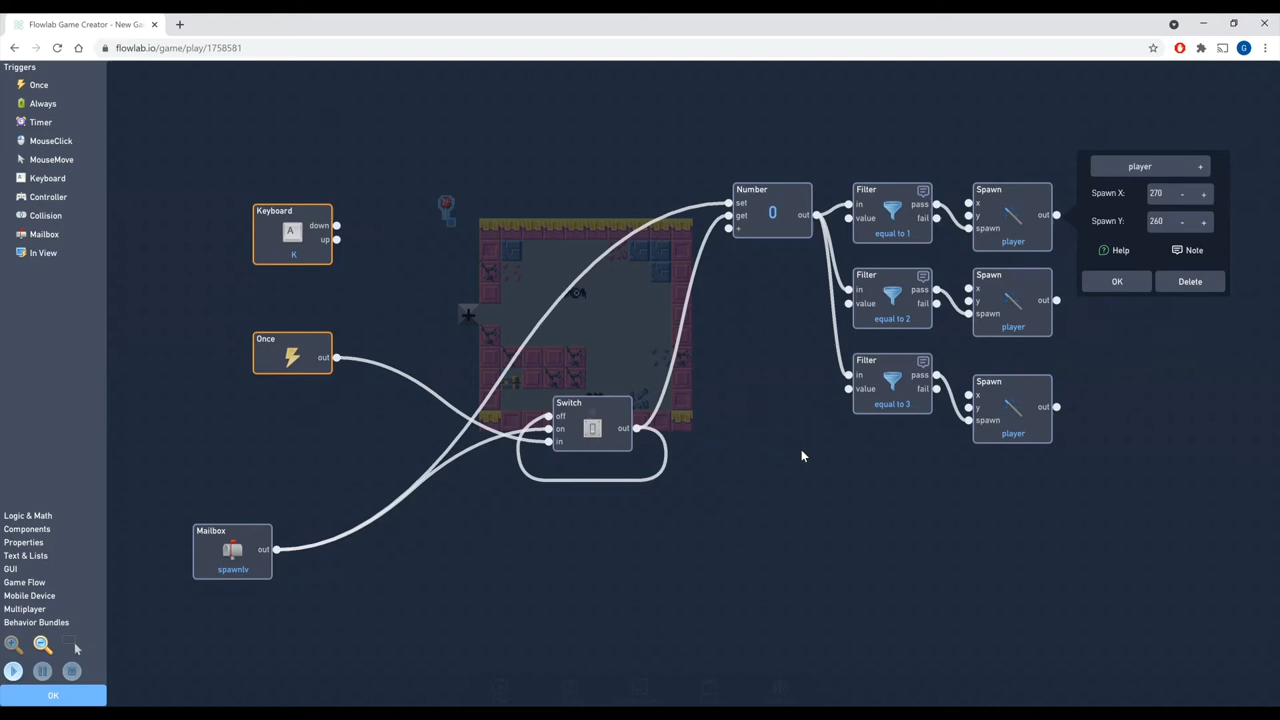 Flowlab Game Creator - New Ga
flowlab.io/game/play/1758581
G
Triggers
Once
Always
Timer
MouseClick
MouseMove
Keyboard
Controller
Collision
Mailbox
In View
Logic & Math
Components
Properties
Text & Lists
GUI
Game Flow
Mobile Device
Multiplayer
Behavior Bundles
OK
Keyboard
A
down
up
K
Once
out
Mailbox
out
spawnlv
Switch
off
on
in
out
Number
set
get
+
0
out
Filter
in
value
pass
fail
equal to 1
Filter
in
value
pass
fail
equal to 2
Filter
in
value
pass
fail
equal to 3
Spawn
x
y
spawn
out
player
Spawn
x
y
spawn
out
player
Spawn
x
y
spawn
out
player
player +
Spawn X: 270 - +
Spawn Y: 260 - +
? Help Note
OK Delete